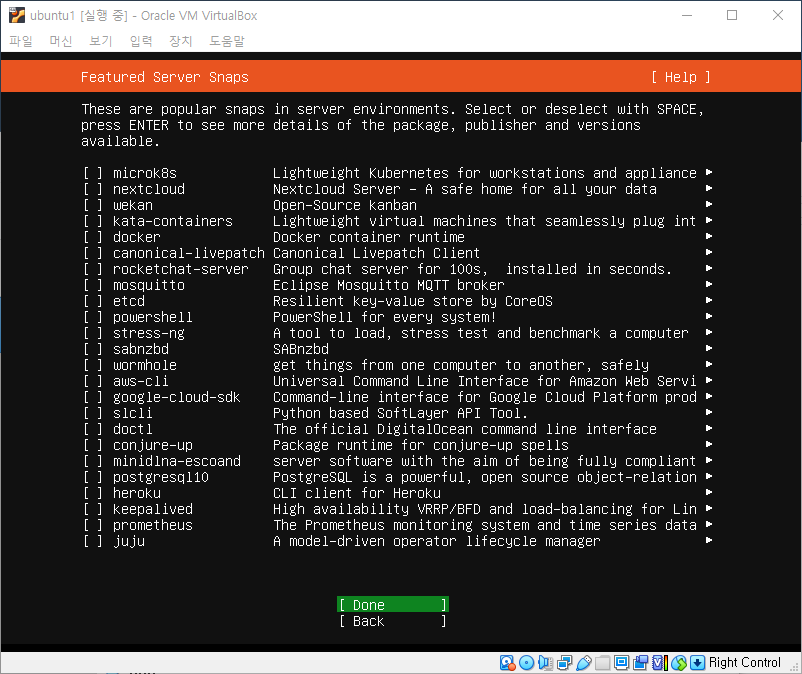 ubuntu1 [실행 중] - Oracle VM VirtualBox
파일 머신 보기 입력 장치 도움말
Featured Server Snaps [ Help ]
These are popular snaps in server environments. Select or deselect with SPACE,
press ENTER to see more details of the package, publisher and versions
available.
[ ] microk8s Lightweight Kubernetes for workstations and appliance ▸
[ ] nextcloud Nextcloud Server - A safe home for all your data ▸
[ ] wekan Open-Source kanban ▸
[ ] kata-containers Lightweight virtual machines that seamlessly plug int ▸
[ ] docker Docker container runtime ▸
[ ] canonical-livepatch Canonical Livepatch Client ▸
[ ] rocketchat-server Group chat server for 100s, installed in seconds. ▸
[ ] mosquitto Eclipse Mosquitto MQTT broker ▸
[ ] etcd Resilient key-value store by CoreOS ▸
[ ] powershell PowerShell for every system! ▸
[ ] stress-ng A tool to load, stress test and benchmark a computer ▸
[ ] sabnzbd SABnzbd ▸
[ ] wormhole get things from one computer to another, safely ▸
[ ] aws-cli Universal Command Line Interface for Amazon Web Servi ▸
[ ] google-cloud-sdk Command-line interface for Google Cloud Platform prod ▸
[ ] slcli Python based SoftLayer API Tool. ▸
[ ] doctl The official DigitalOcean command line interface ▸
[ ] conjure-up Package runtime for conjure-up spells ▸
[ ] minidlna-escoand server software with the aim of being fully compliant ▸
[ ] postgresql10 PostgreSQL is a powerful, open source object-relation ▸
[ ] heroku CLI client for Heroku ▸
[ ] keepalived High availability VRRP/BFD and load-balancing for Lin ▸
[ ] prometheus The Prometheus monitoring system and time series data ▸
[ ] juju A model-driven operator lifecycle manager ▸
[ Done ]
[ Back ]
Right Control